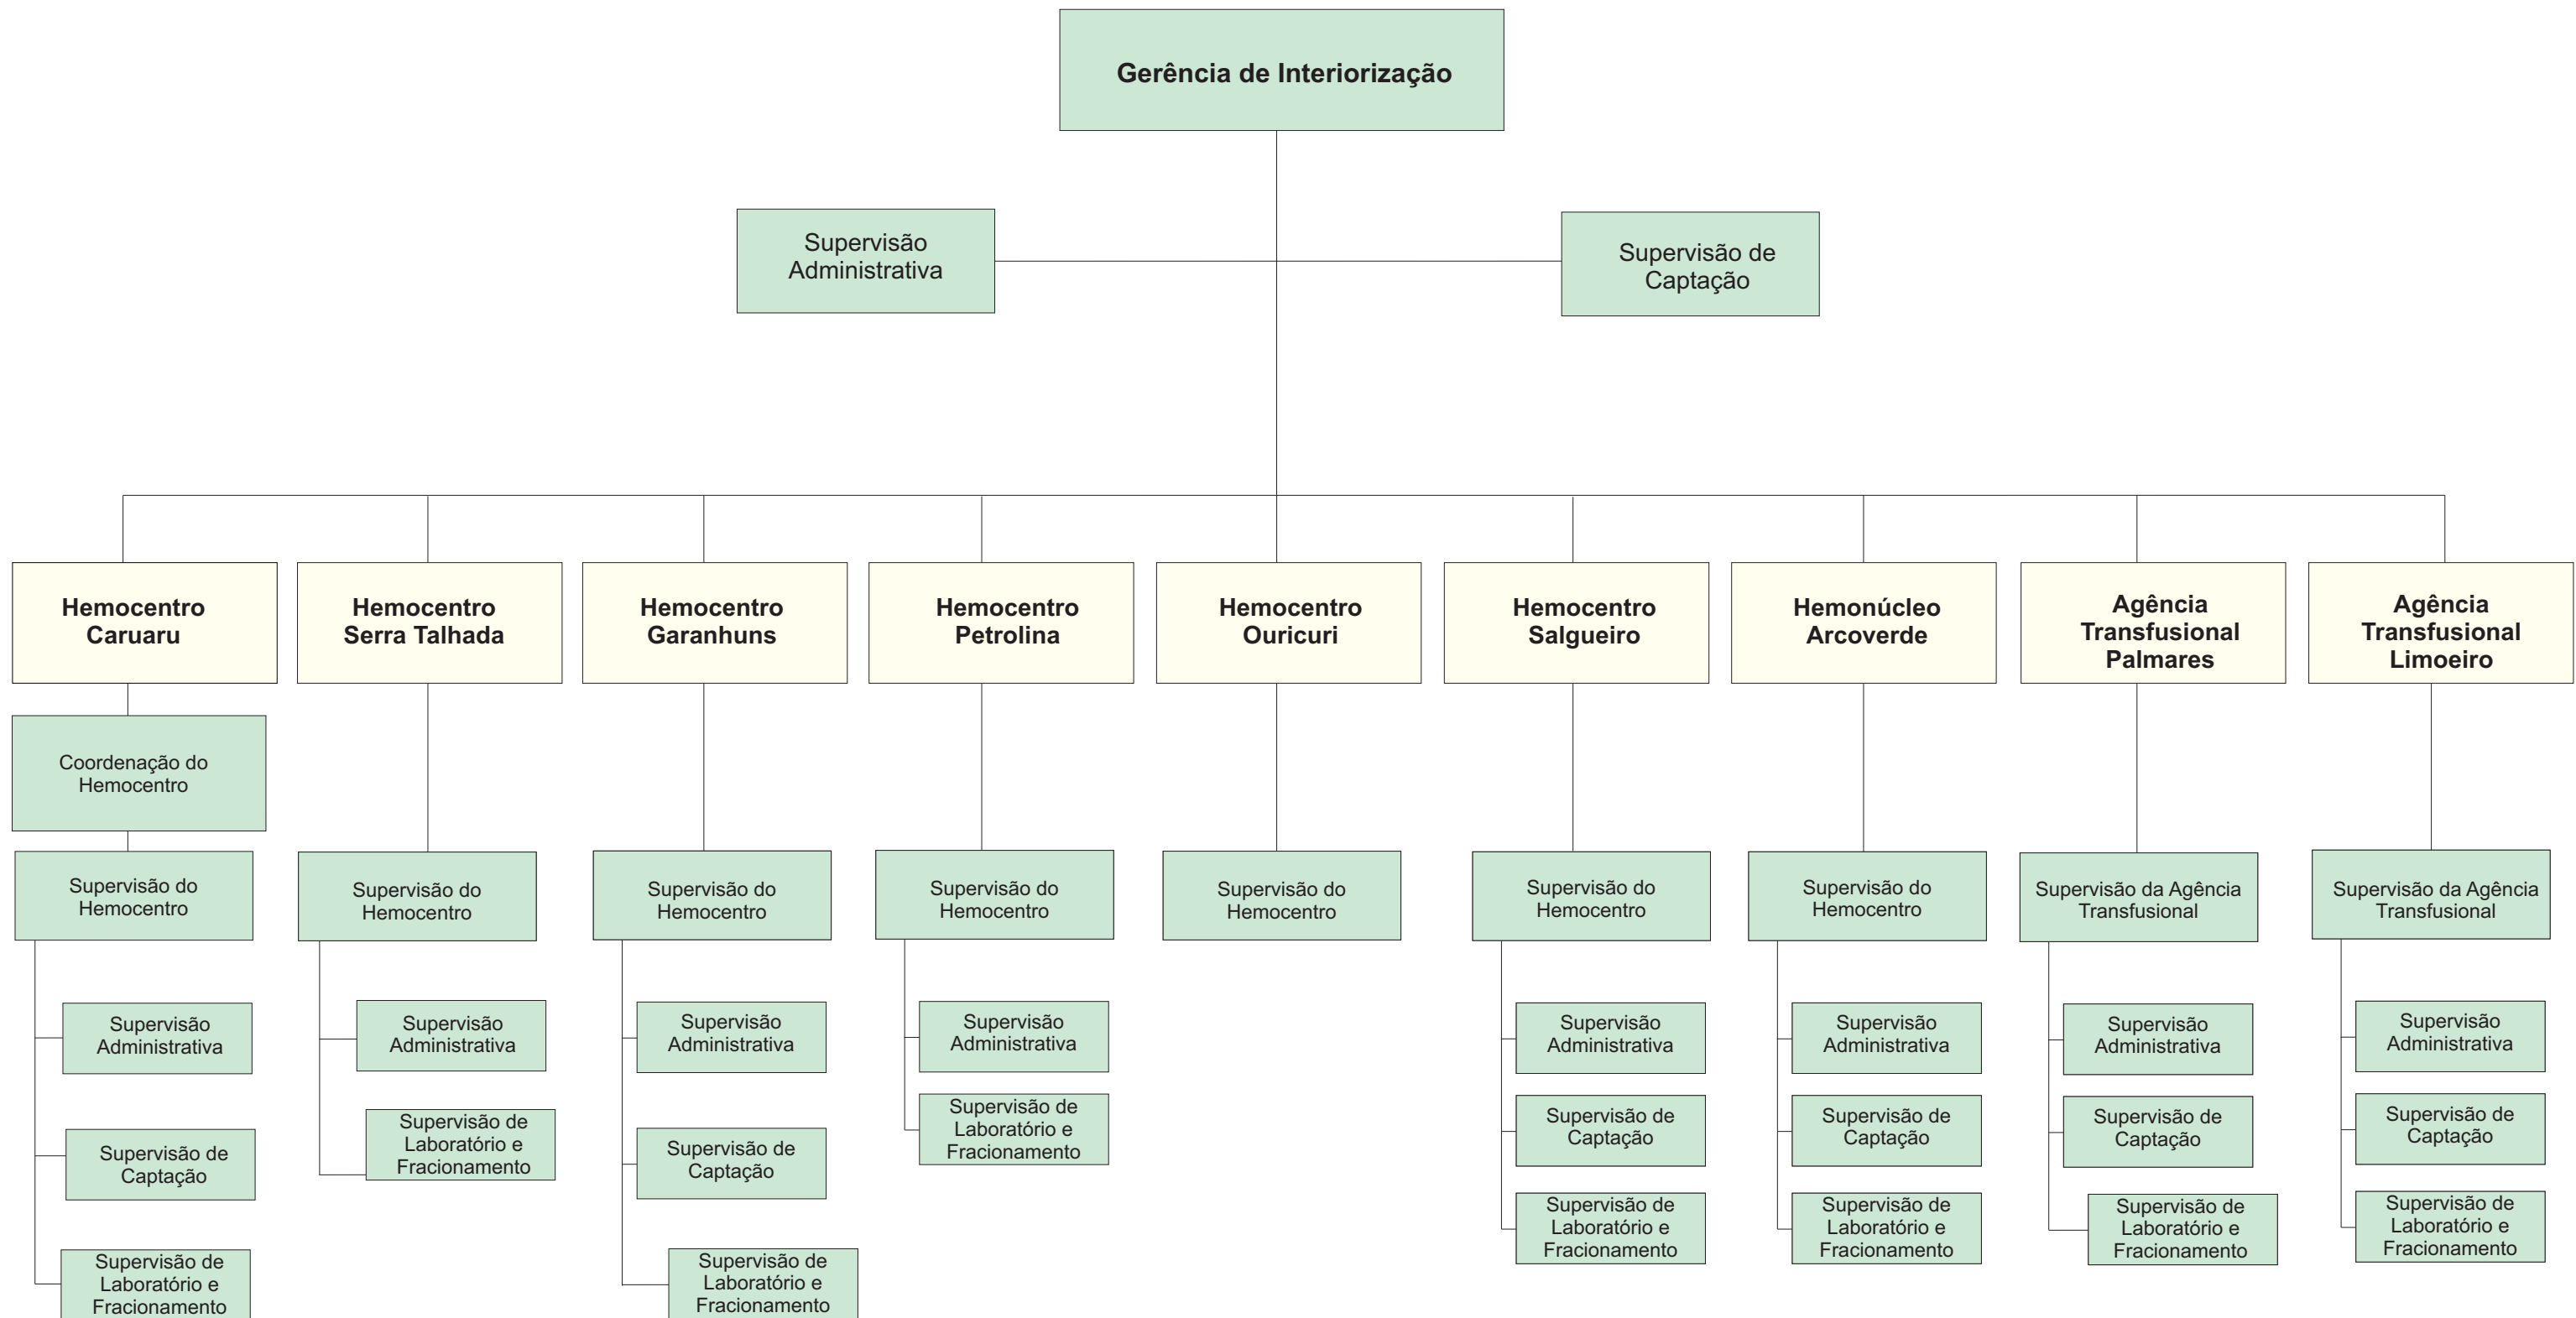 Gerência de Interiorização
Supervisão
Administrativa
Supervisão de
Captação
Hemocentro
Caruaru
Hemocentro
Serra Talhada
Hemocentro
Garanhuns
Hemocentro
Petrolina
Hemocentro
Ouricuri
Hemocentro
Salgueiro
Hemonúcleo
Arcoverde
Agência
Transfusional
Palmares
Agência
Transfusional
Limoeiro
Coordenação do
Hemocentro
Supervisão do
Hemocentro
Supervisão do
Hemocentro
Supervisão do
Hemocentro
Supervisão do
Hemocentro
Supervisão do
Hemocentro
Supervisão do
Hemocentro
Supervisão do
Hemocentro
Supervisão da Agência
Transfusional
Supervisão da Agência
Transfusional
Supervisão
Administrativa
Supervisão
Administrativa
Supervisão
Administrativa
Supervisão
Administrativa
Supervisão
Administrativa
Supervisão
Administrativa
Supervisão
Administrativa
Supervisão
Administrativa
Supervisão de
Captação
Supervisão de
Laboratório e
Fracionamento
Supervisão de
Captação
Supervisão de
Laboratório e
Fracionamento
Supervisão de
Captação
Supervisão de
Captação
Supervisão de
Captação
Supervisão de
Captação
Supervisão de
Laboratório e
Fracionamento
Supervisão de
Laboratório e
Fracionamento
Supervisão de
Laboratório e
Fracionamento
Supervisão de
Laboratório e
Fracionamento
Supervisão de
Laboratório e
Fracionamento
Supervisão de
Laboratório e
Fracionamento